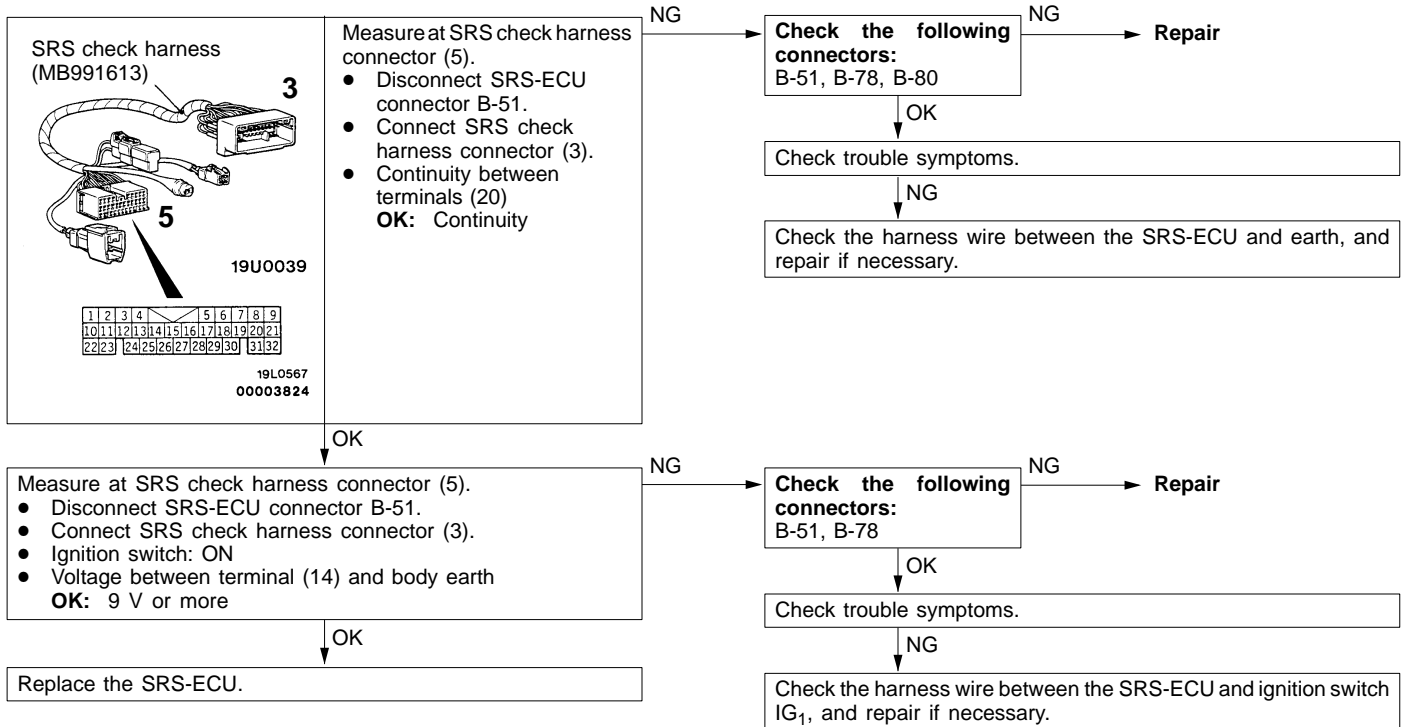 SRS check harness
(MB991613)
3
5
19U0039
1 2 3 4 5 6 7 8 9
10 11 12 13 14 15 16 17 18 19 20 21
22 23 24 25 26 27 28 29 30 31 32
19L0567
00003824
Measure at SRS check harness
connector (5).
● Disconnect SRS-ECU
connector B-51.
● Connect SRS check
harness connector (3).
● Continuity between
terminals (20)
OK: Continuity
NG
Check the following
connectors:
B-51, B-78, B-80
NG
Repair
OK
Check trouble symptoms.
NG
Check the harness wire between the SRS-ECU and earth, and
repair if necessary.
OK
Measure at SRS check harness connector (5).
● Disconnect SRS-ECU connector B-51.
● Connect SRS check harness connector (3).
● Ignition switch: ON
● Voltage between terminal (14) and body earth
OK: 9 V or more
NG
Check the following
connectors:
B-51, B-78
NG
Repair
OK
Check trouble symptoms.
NG
Check the harness wire between the SRS-ECU and ignition switch
IG1, and repair if necessary.
OK
Replace the SRS-ECU.